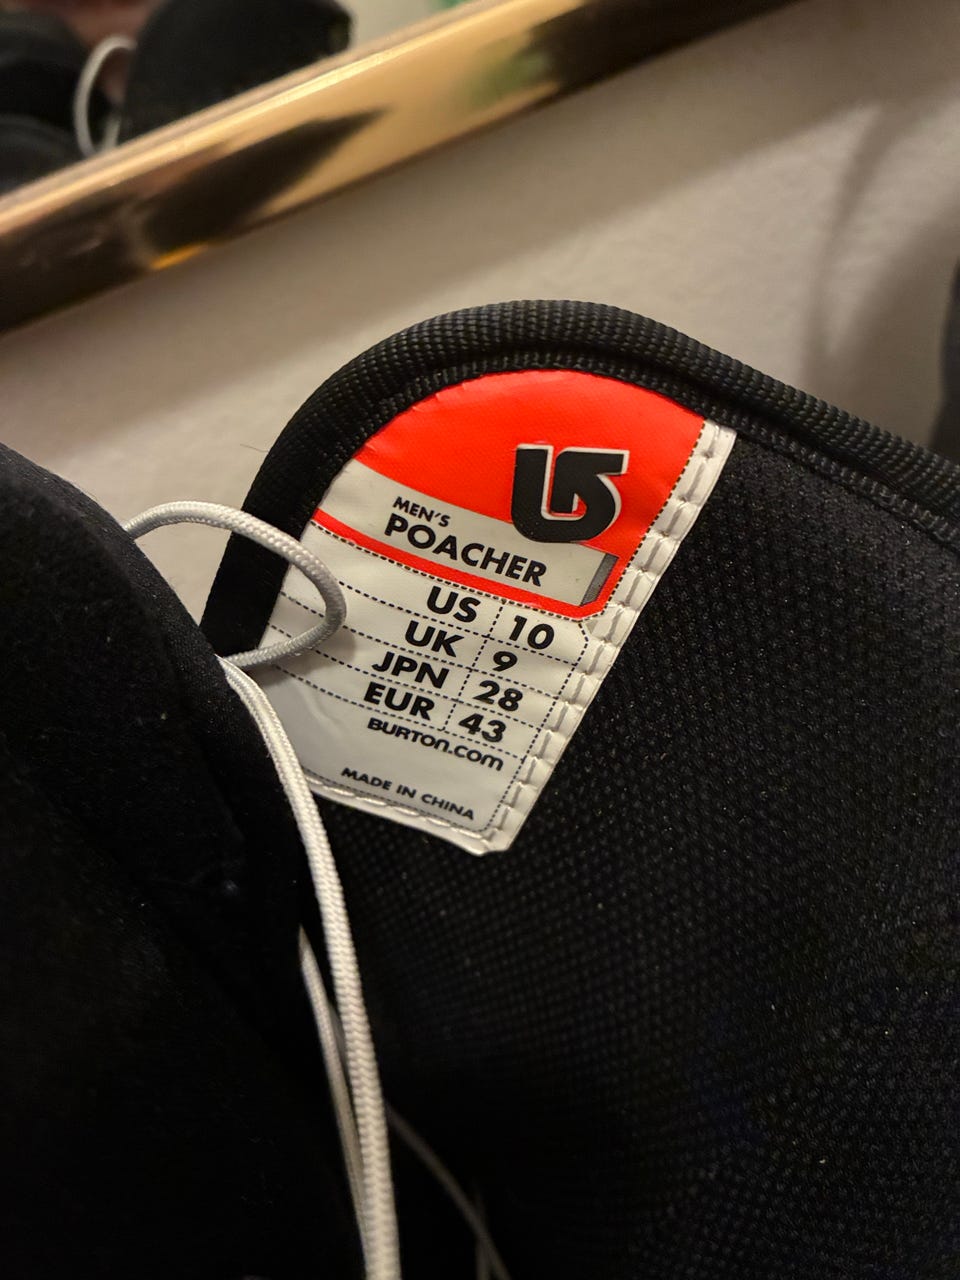 MEN'S
POACHER
US 10
UK 9
JPN 28
EUR 43
BURTON.COM
MADE IN CHINA